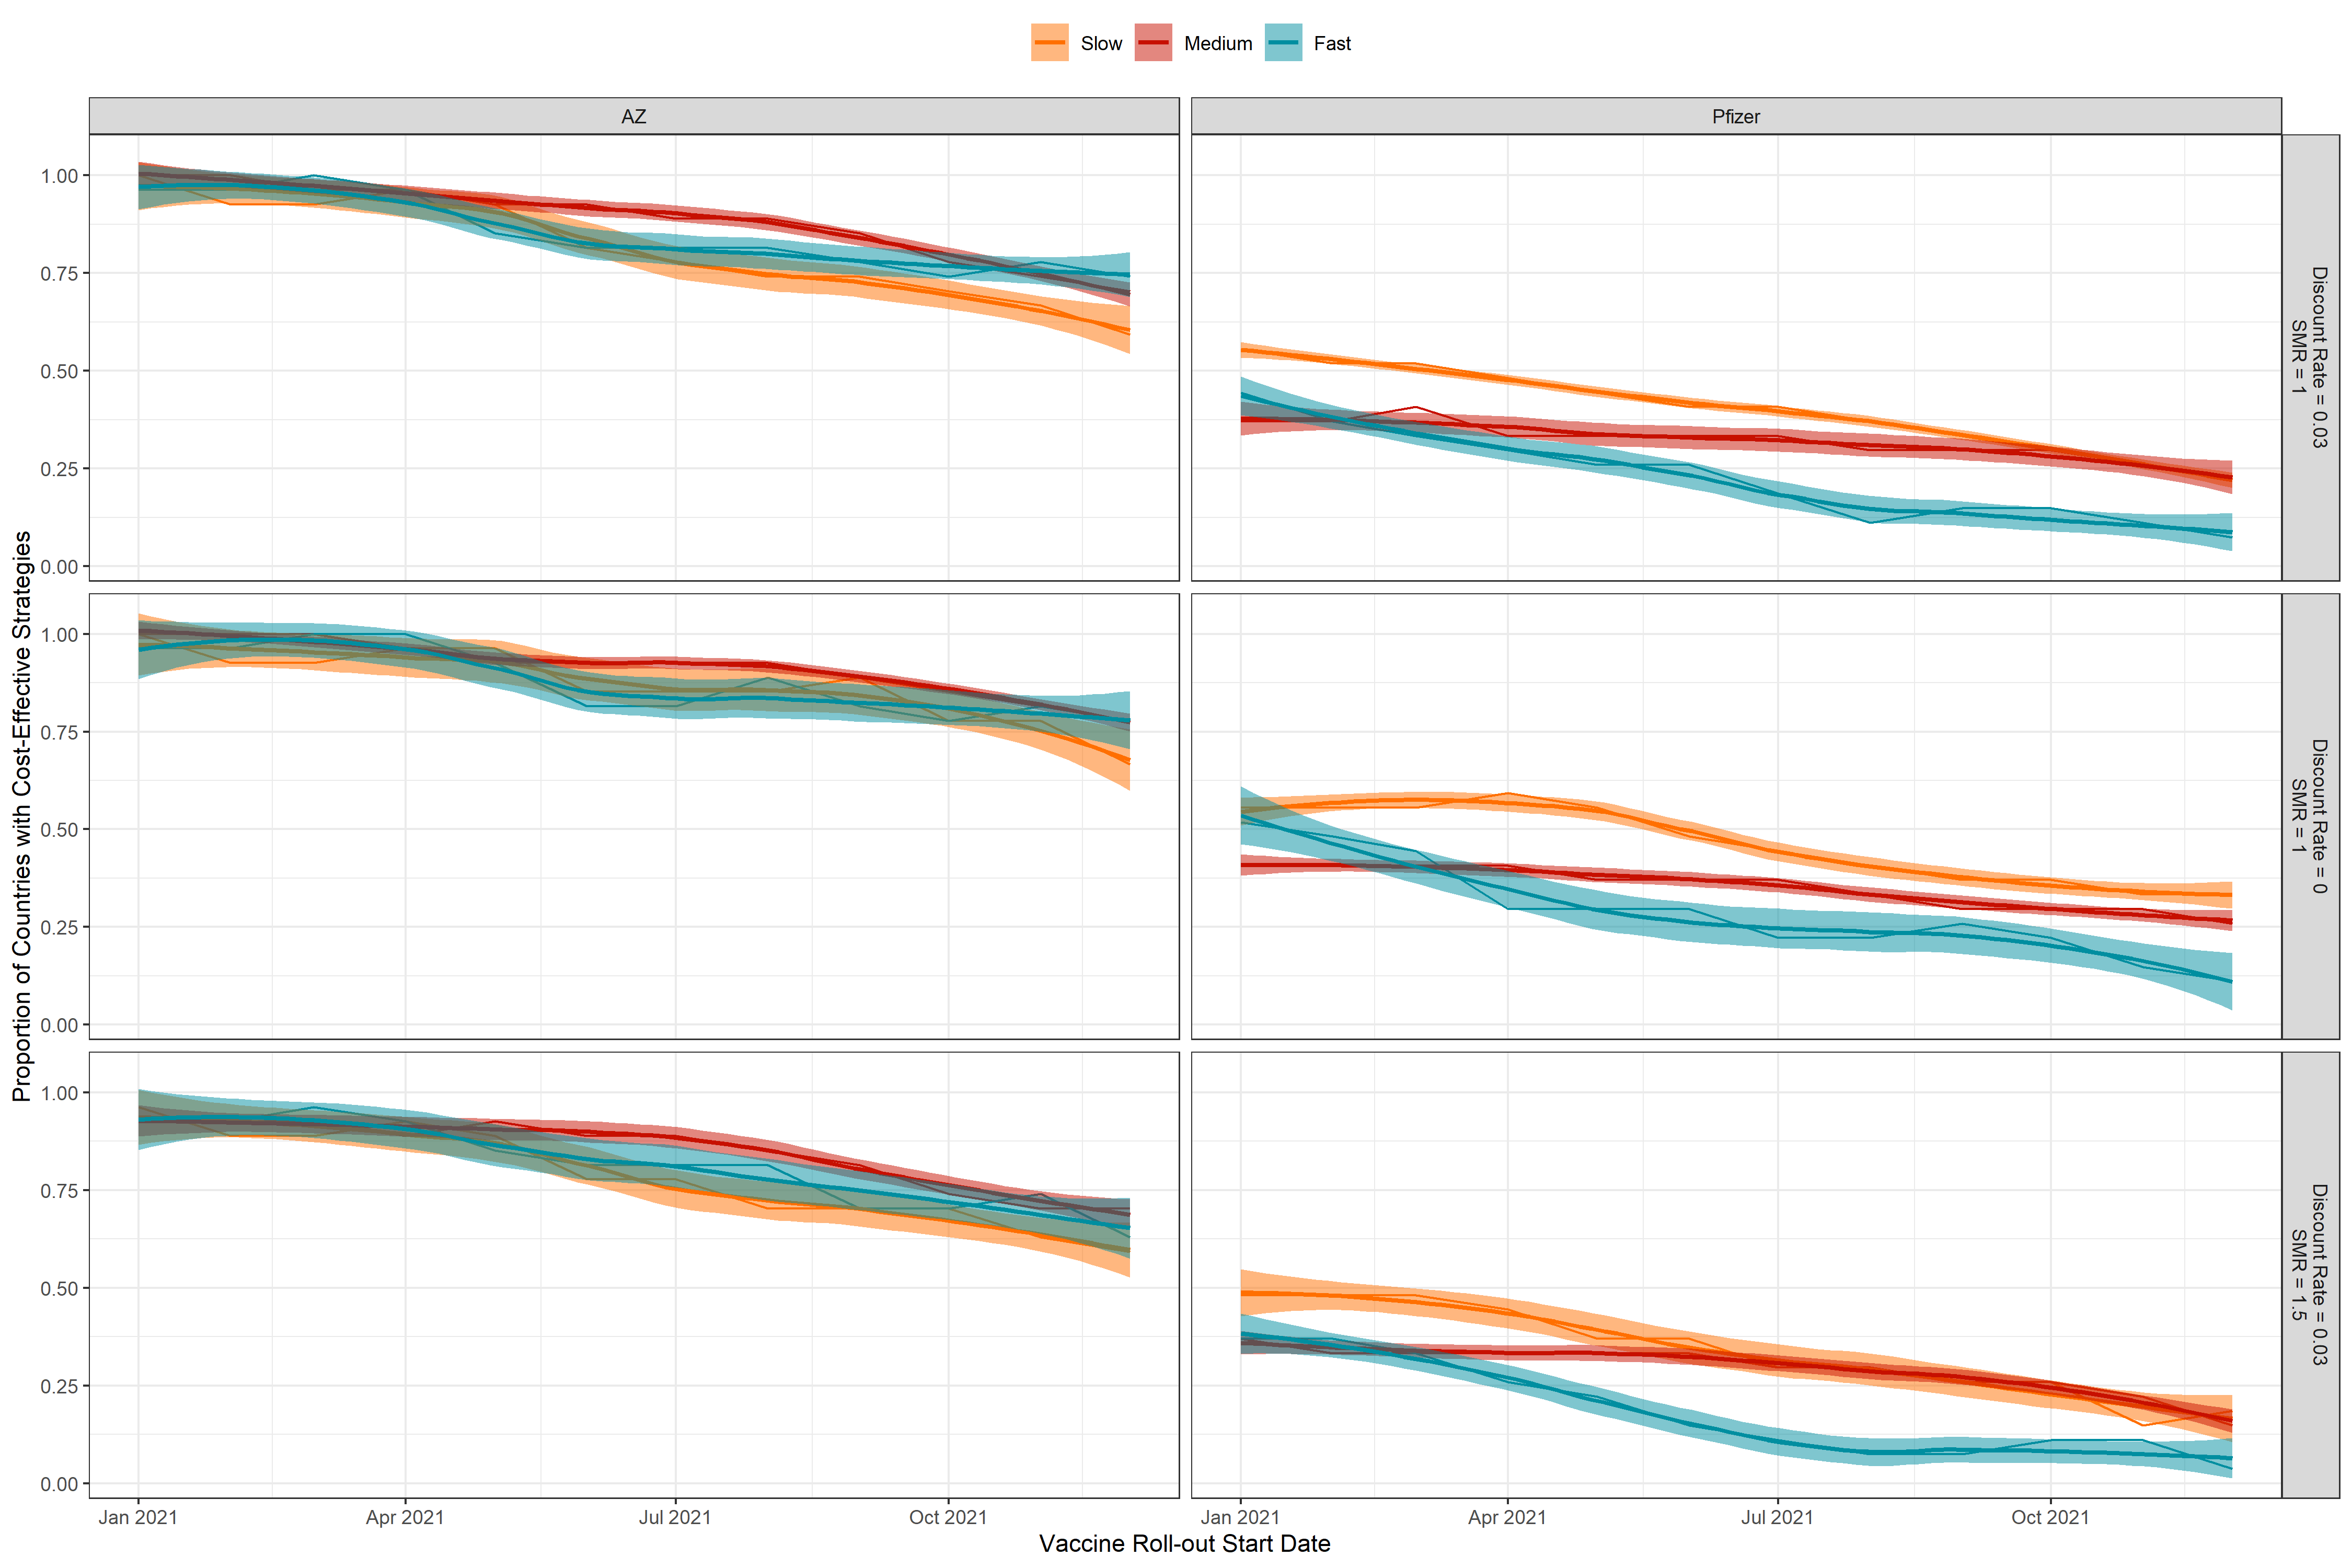 Slow Medium Fast
AZ Pfizer
Proportion of Countries with Cost-Effective Strategies
1.00
0.75
0.50
0.25
0.00
Discount Rate = 0.03
SMR = 1
1.00
0.75
0.50
0.25
0.00
Discount Rate = 0
SMR = 1
1.00
0.75
0.50
0.25
0.00
Discount Rate = 0.03
SMR = 1.5
Jan 2021 Apr 2021 Jul 2021 Oct 2021 Jan 2021 Apr 2021 Jul 2021 Oct 2021
Vaccine Roll-out Start Date